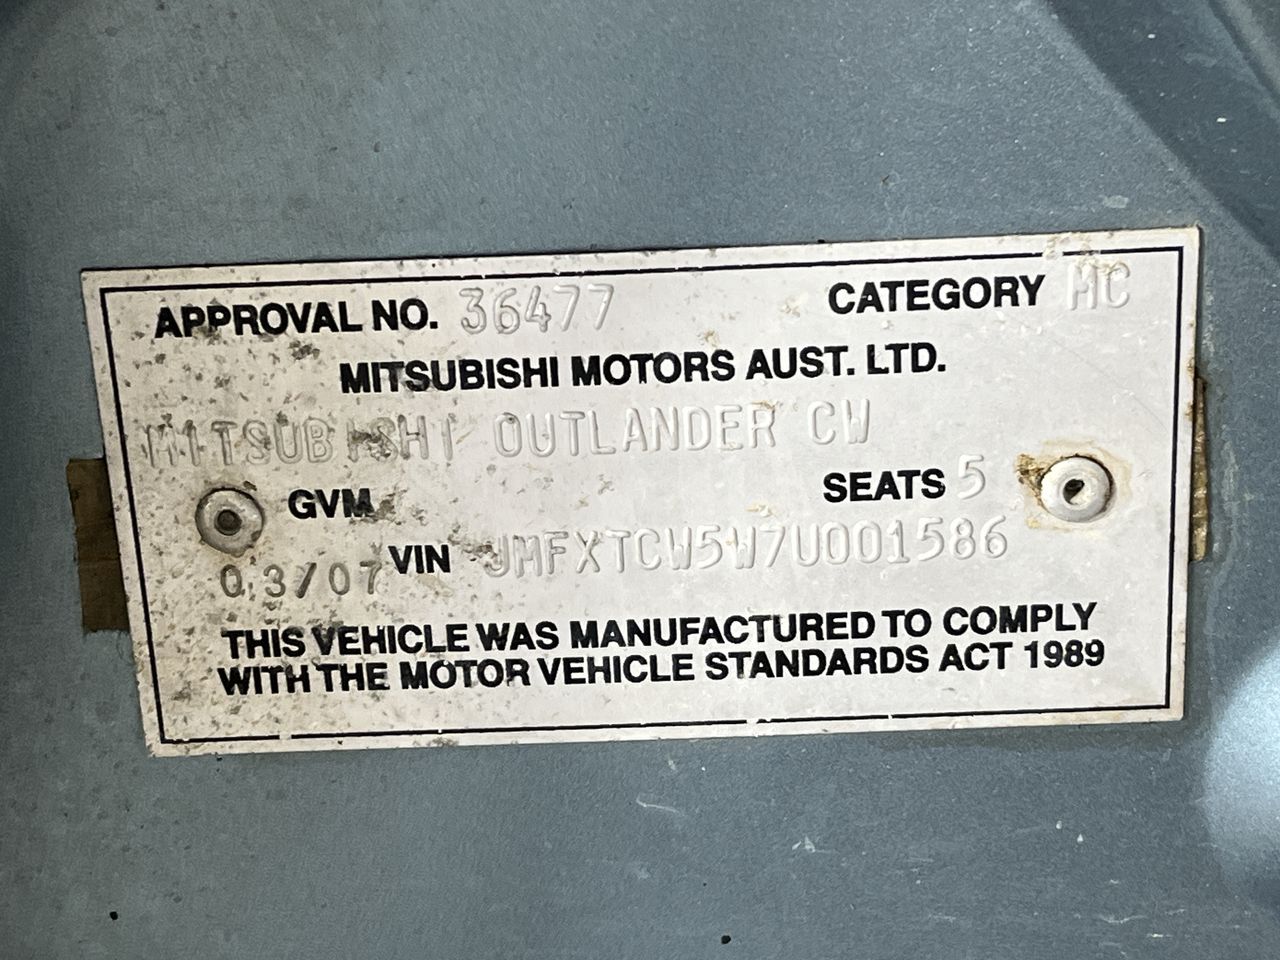 APPROVAL NO. 36477 CATEGORY MC
MITSUBISHI MOTORS AUST. LTD.
MITSUBISHI OUTLANDER CW
GVM SEATS 5
03/07 VIN JMFXTCW5W7U001586
THIS VEHICLE WAS MANUFACTURED TO COMPLY
WITH THE MOTOR VEHICLE STANDARDS ACT 1989